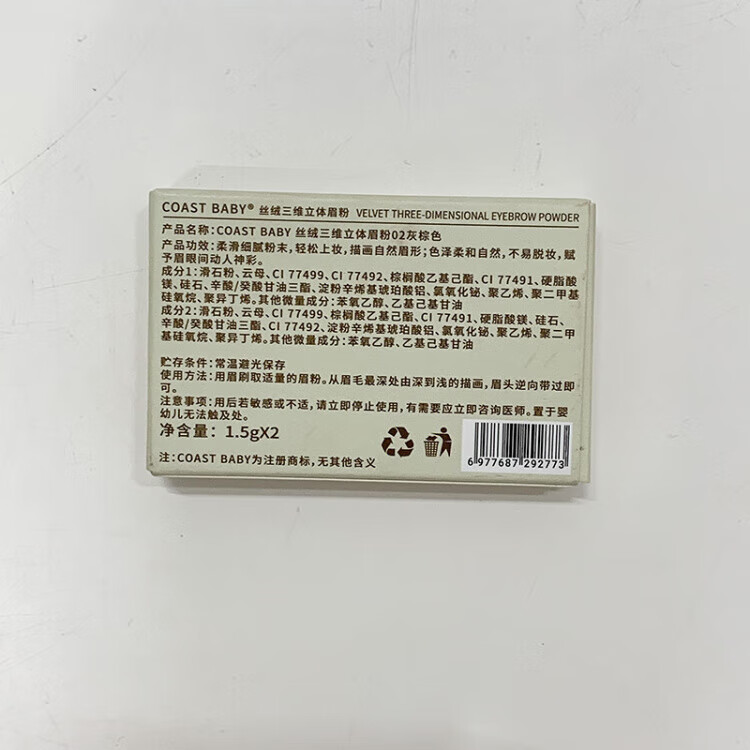 COAST BABY® 丝绒三维立体眉粉 VELVET THREE-DIMENSIONAL EYEBROW POWDER
产品名称:COAST BABY 丝绒三维立体眉粉02灰棕色
产品功效:柔滑细腻粉末,轻松上妆,描画自然眉形;色泽柔和自然,不易脱妆,赋
予眉眼间动人神彩。
成分1:滑石粉、云母、CI 77499、CI 77492、棕榈酸乙基己酯、CI 77491、硬脂酸
镁、硅石、辛酸/癸酸甘油三酯、淀粉辛烯基琥珀酸铝、氯氧化铋、聚乙烯、聚二甲基
硅氧烷、聚异丁烯。其他微量成分:苯氧乙醇、乙基己基甘油
成分2:滑石粉、云母、CI 77499、棕榈酸乙基己酯、CI 77491、硬脂酸镁、硅石、
辛酸/癸酸甘油三酯、CI 77492、淀粉辛烯基琥珀酸铝、氯氧化铋、聚乙烯、聚二甲
基硅氧烷、聚异丁烯。其他微量成分:苯氧乙醇、乙基己基甘油
贮存条件:常温避光保存
使用方法:用眉刷取适量的眉粉。从眉毛最深处由深到浅的描画,眉头逆向带过即
可。
注意事项:用后若敏感或不适,请立即停止使用,有需要应立即咨询医师。置于婴
幼儿无法触及处。
净含量: 1.5gX2
注:COAST BABY为注册商标,无其他含义
6 977687 292773